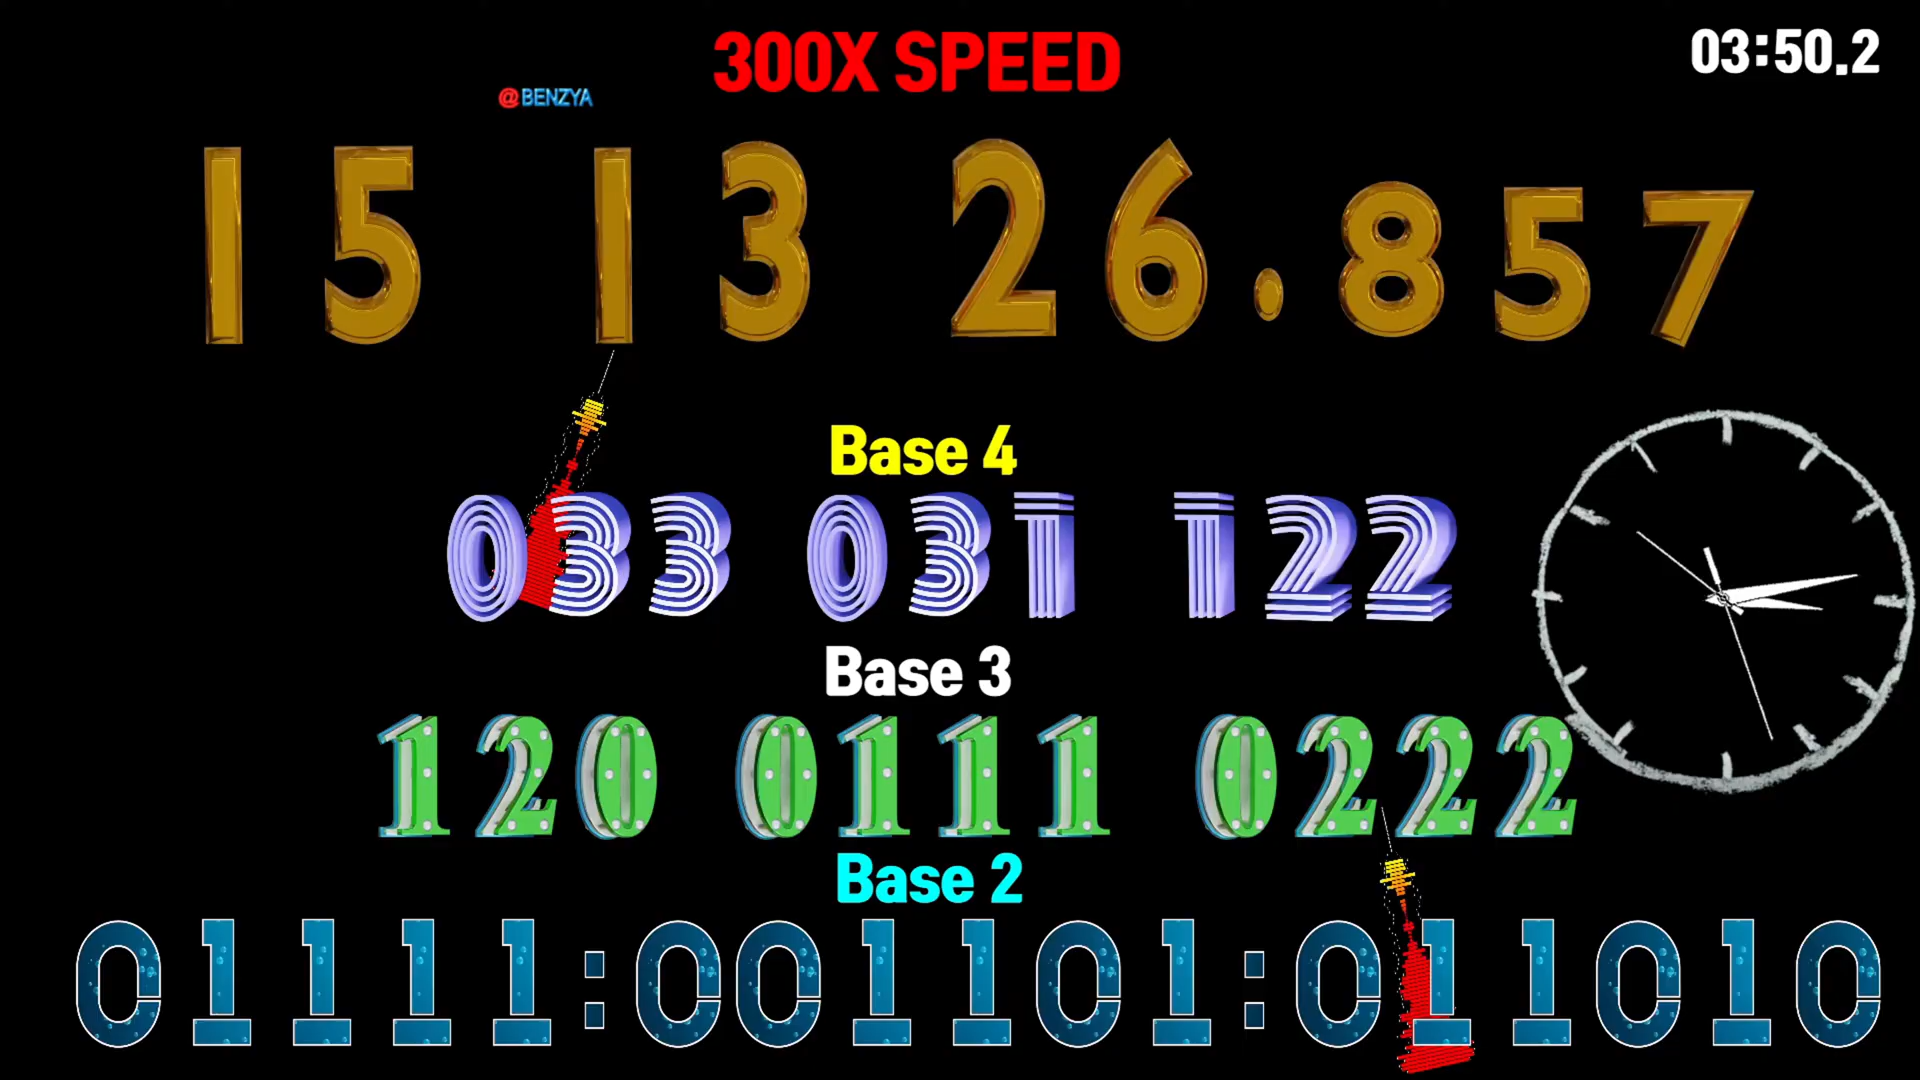 300X SPEED
03:50.2
@BENZYA
15 13 26.857
Base 4
033 031 122
Base 3
120 0111 0222
Base 2
01111:001101:011010